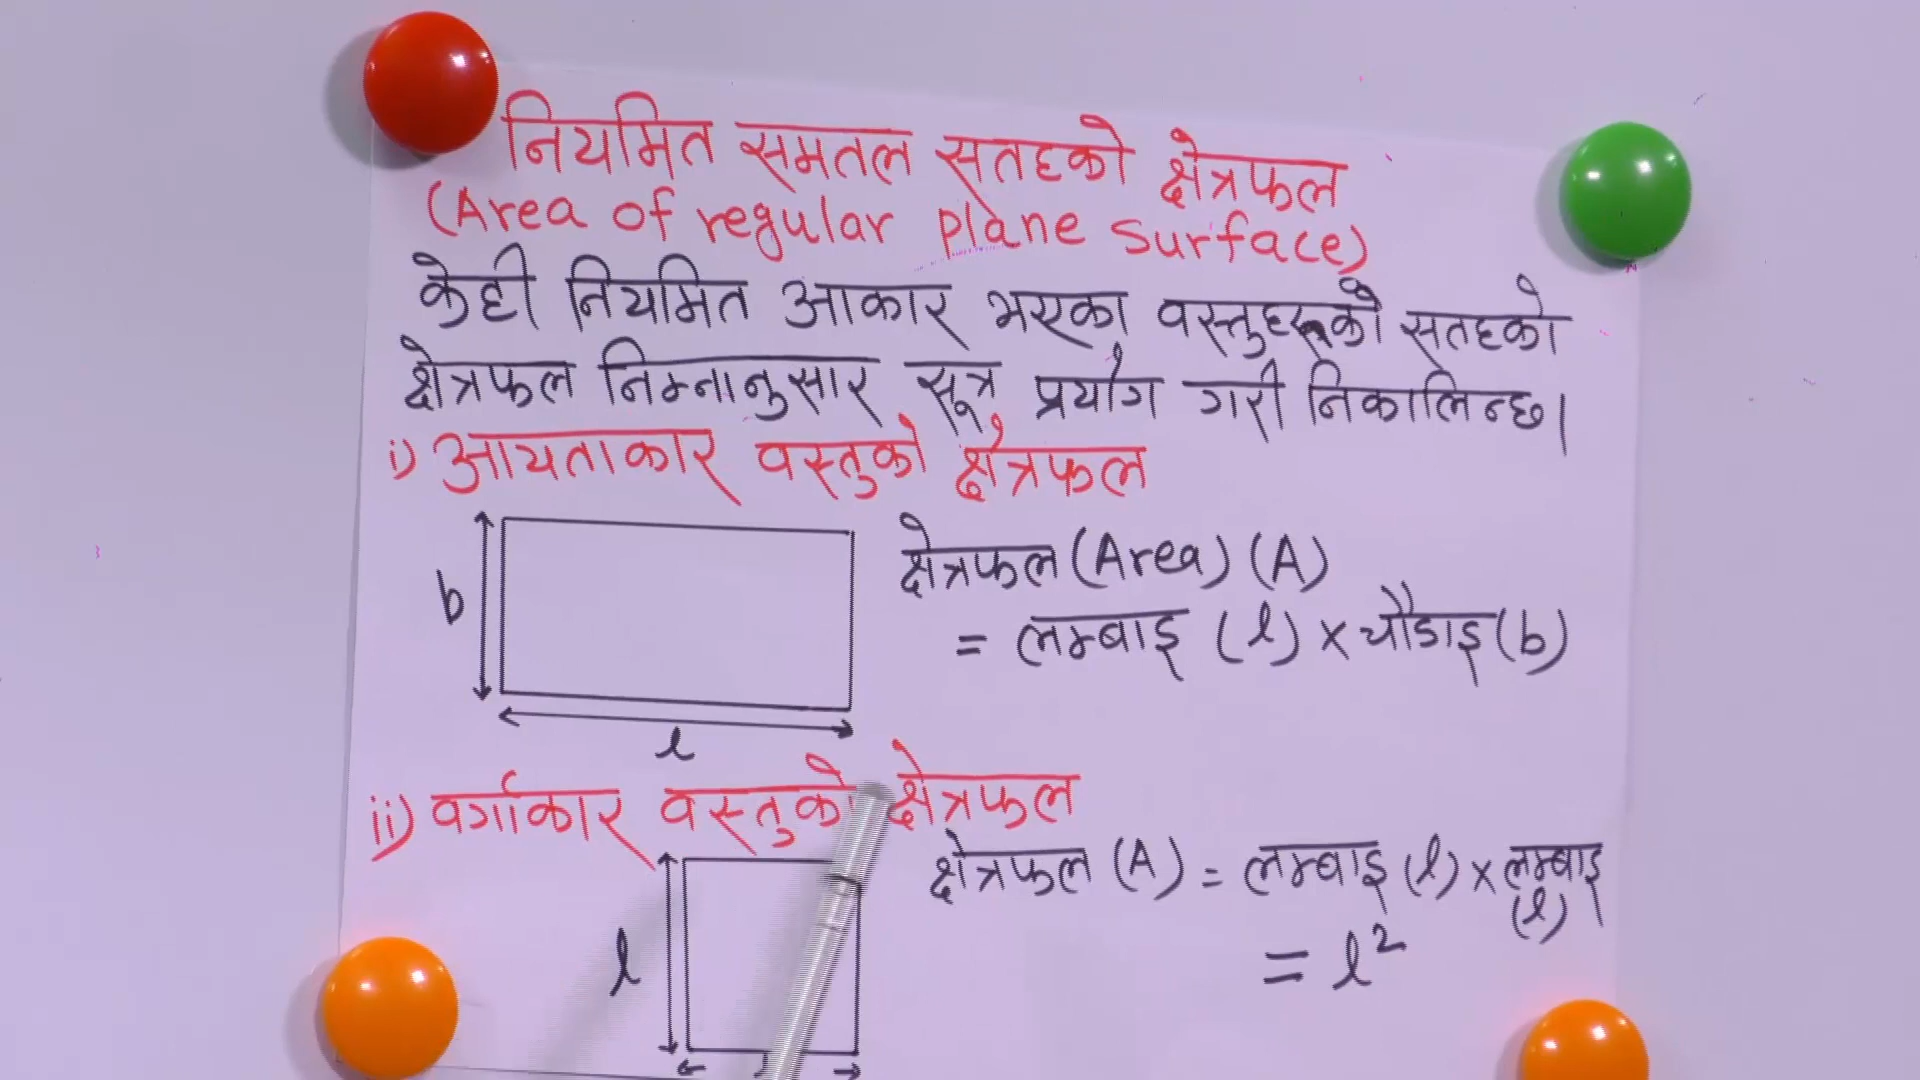 नियमित समतल सतहको क्षेत्रफल
(Area of regular plane surface)
केही नियमित आकार भएका वस्तुहरूको सतहको
क्षेत्रफल निम्नानुसार सूत्र प्रयोग गरी निकालिन्छ।
i) आयताकार वस्तुको क्षेत्रफल
क्षेत्रफल (Area) (A)
b
= लम्बाइ (l) × चौडाइ (b)
l
ii) वर्गाकार वस्तुको क्षेत्रफल
क्षेत्रफल (A) = लम्बाइ (l) × लम्बाइ
(l)
l
= l²